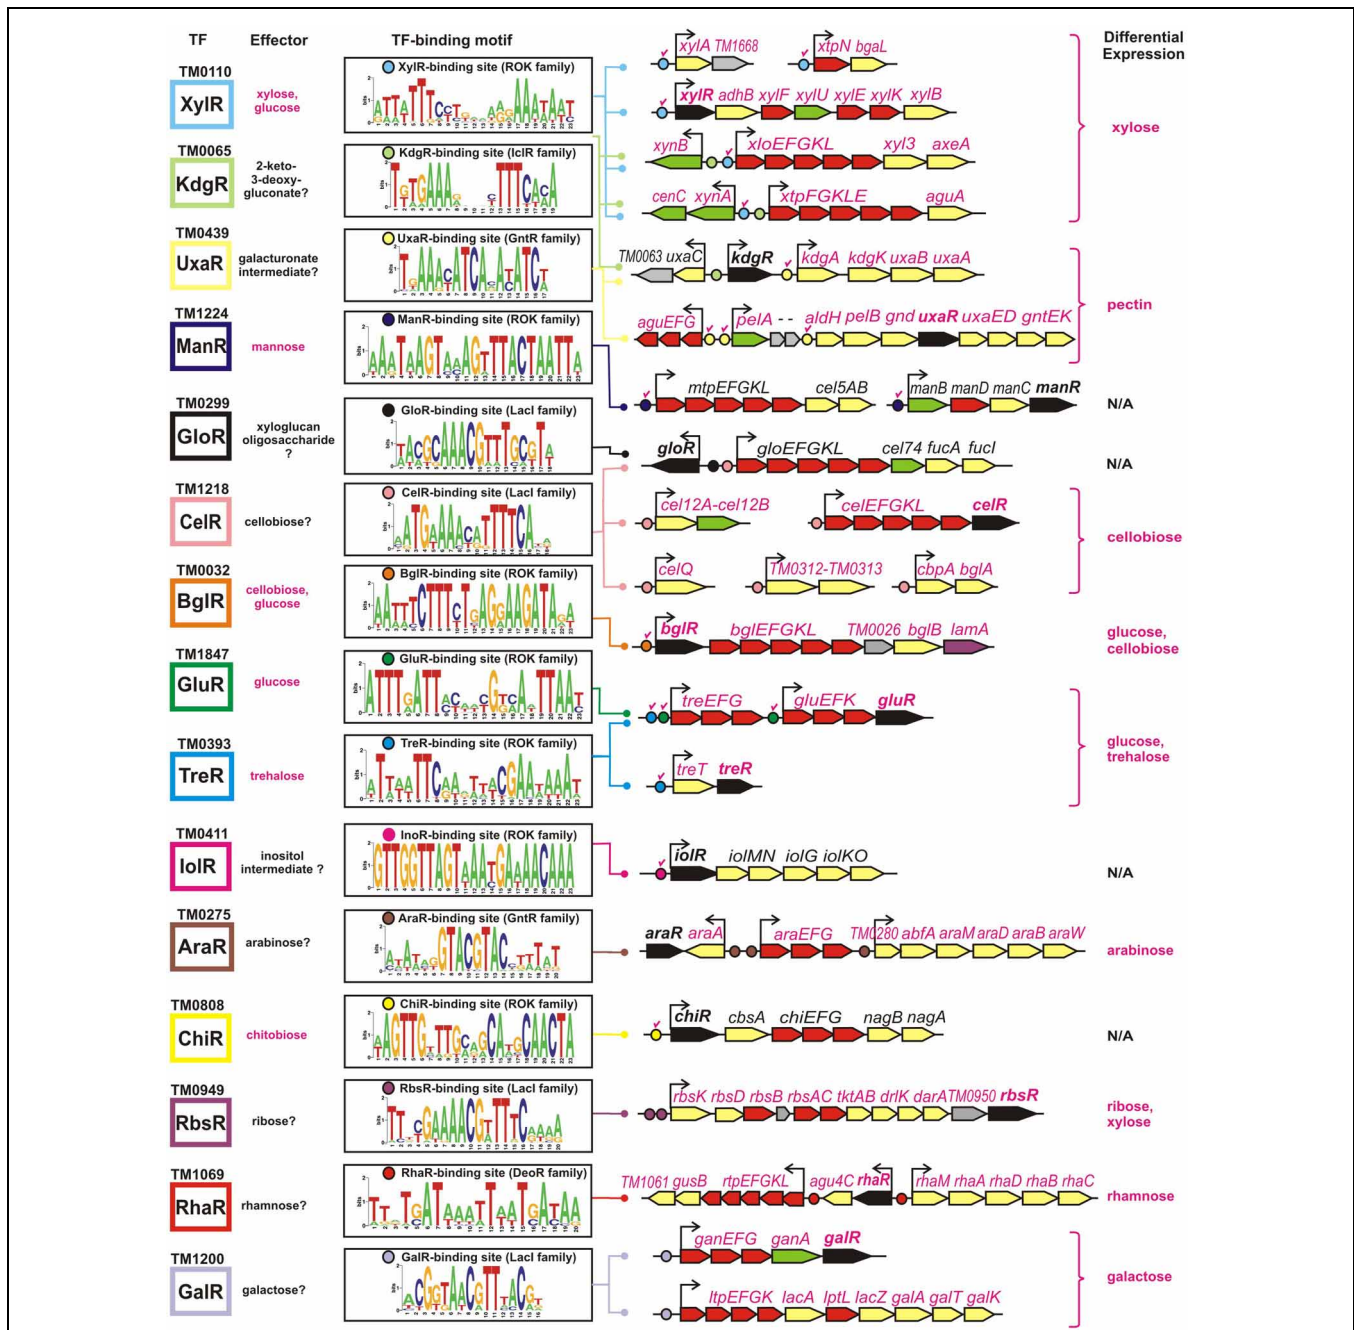 TF Effector TF-binding motif Differential Expression
TM0110
XylR
xylose, glucose
XylR-binding site (ROK family)
xylA TM1668 xtpN bgaL
xylR adhB xylF xylU xylE xylK xylB
xylose
TM0065
KdgR
2-keto-
3-deoxy-
gluconate?
KdgR-binding site (IclR family)
xynB xloEFGKL xyl3 axeA
cenC xynA xtpFGKLE aguA
TM0439
UxaR
galacturonate
intermediate?
UxaR-binding site (GntR family)
TM0063 uxaC kdgR kdgA kdgK uxaB uxaA
pectin
aguEFG pelA - - aldH pelB gnd uxaR uxaED gntEK
TM1224
ManR
mannose
ManR-binding site (ROK family)
mtpEFGKL cel5AB manB manD manC manR
N/A
TM0299
GloR
xyloglucan
oligosaccharide
?
GloR-binding site (LacI family)
gloR gloEFGKL cel74 fucA fucI
N/A
TM1218
CelR
cellobiose?
CelR-binding site (LacI family)
cel12A-cel12B celEFGKL celR
cellobiose
celQ TM0312-TM0313 cbpA bglA
TM0032
BglR
cellobiose,
glucose
BglR-binding site (ROK family)
bglR bglEFGKL TM0026 bglB lamA
glucose,
cellobiose
TM1847
GluR
glucose
GluR-binding site (ROK family)
treEFG gluEFK gluR
glucose,
trehalose
TM0393
TreR
trehalose
TreR-binding site (ROK family)
treT treR
TM0411
IolR
inositol
intermediate ?
InoR-binding site (ROK family)
iolR iolMN iolG iolKO
N/A
TM0275
AraR
arabinose?
AraR-binding site (GntR family)
araR araA araEFG TM0280 abfA araM araD araB araW
arabinose
TM0808
ChiR
chitobiose
ChiR-binding site (ROK family)
chiR cbsA chiEFG nagB nagA
N/A
TM0949
RbsR
ribose?
RbsR-binding site (LacI family)
rbsK rbsD rbsB rbsAC tktAB drlK darA TM0950 rbsR
ribose,
xylose
TM1069
RhaR
rhamnose?
RhaR-binding site (DeoR family)
TM1061 gusB rtpEFGKL agu4C rhaR rhaM rhaA rhaD rhaB rhaC
rhamnose
TM1200
GalR
galactose?
GalR-binding site (LacI family)
ganEFG ganA galR
galactose
ltpEFGK lacA lptL lacZ galA galT galK